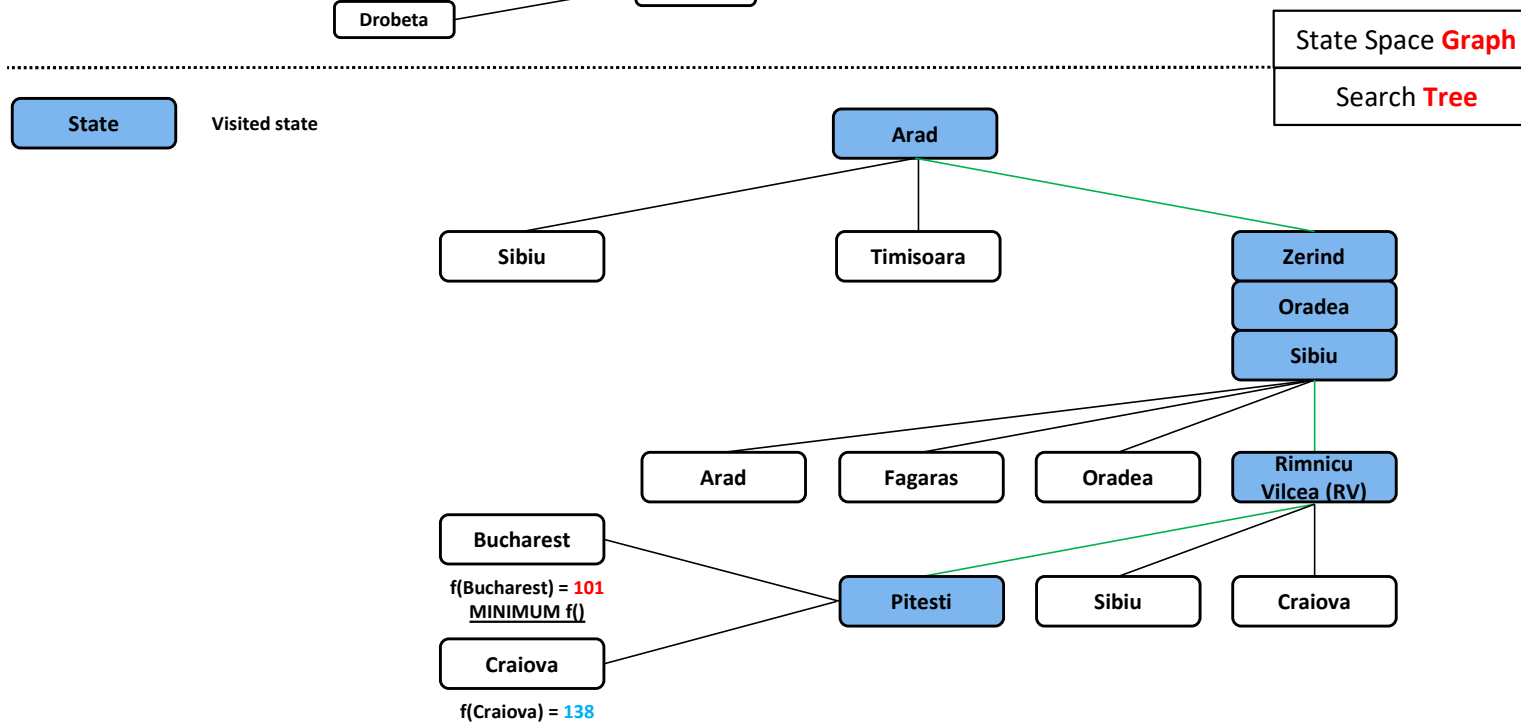 Drobeta
State Space Graph
Search Tree
State
Visited state
Arad
Sibiu
Timisoara
Zerind
Oradea
Sibiu
Arad
Fagaras
Oradea
Rimnicu
Vilcea (RV)
Bucharest
f(Bucharest) = 101
MINIMUM f()
Pitesti
Sibiu
Craiova
Craiova
f(Craiova) = 138